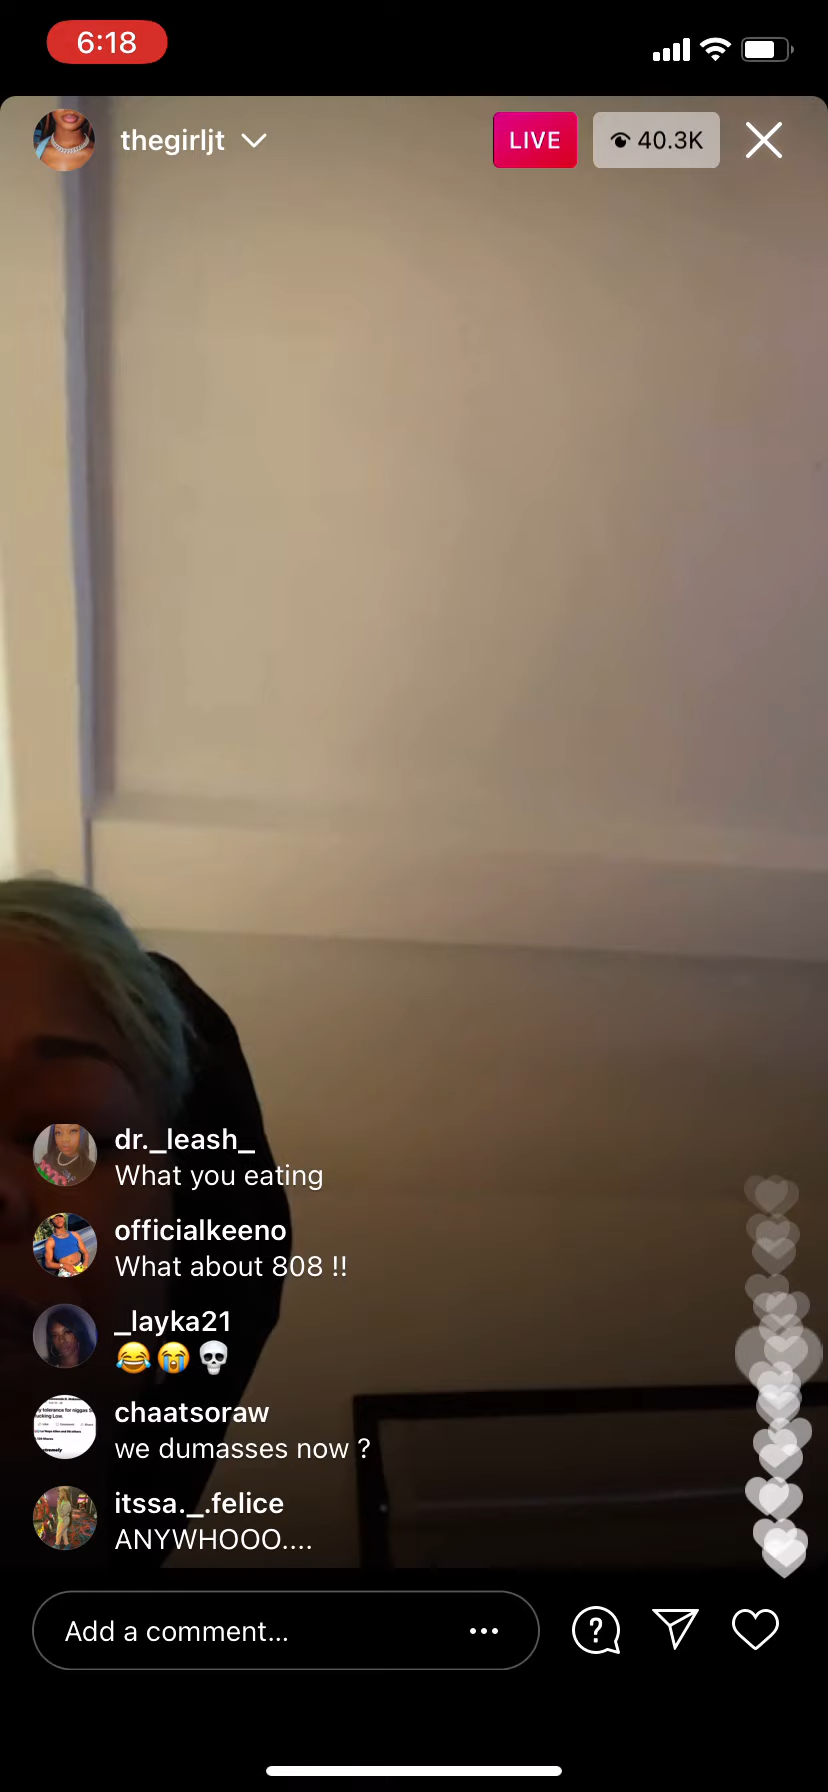 6:18
thegirljt
LIVE
40.3K
dr._leash_
What you eating
officialkeeno
What about 808 !!
_layka21
😂😭💀
chaatsoraw
we dumasses now ?
itssa._.felice
ANYWHOOO....
Add a comment...